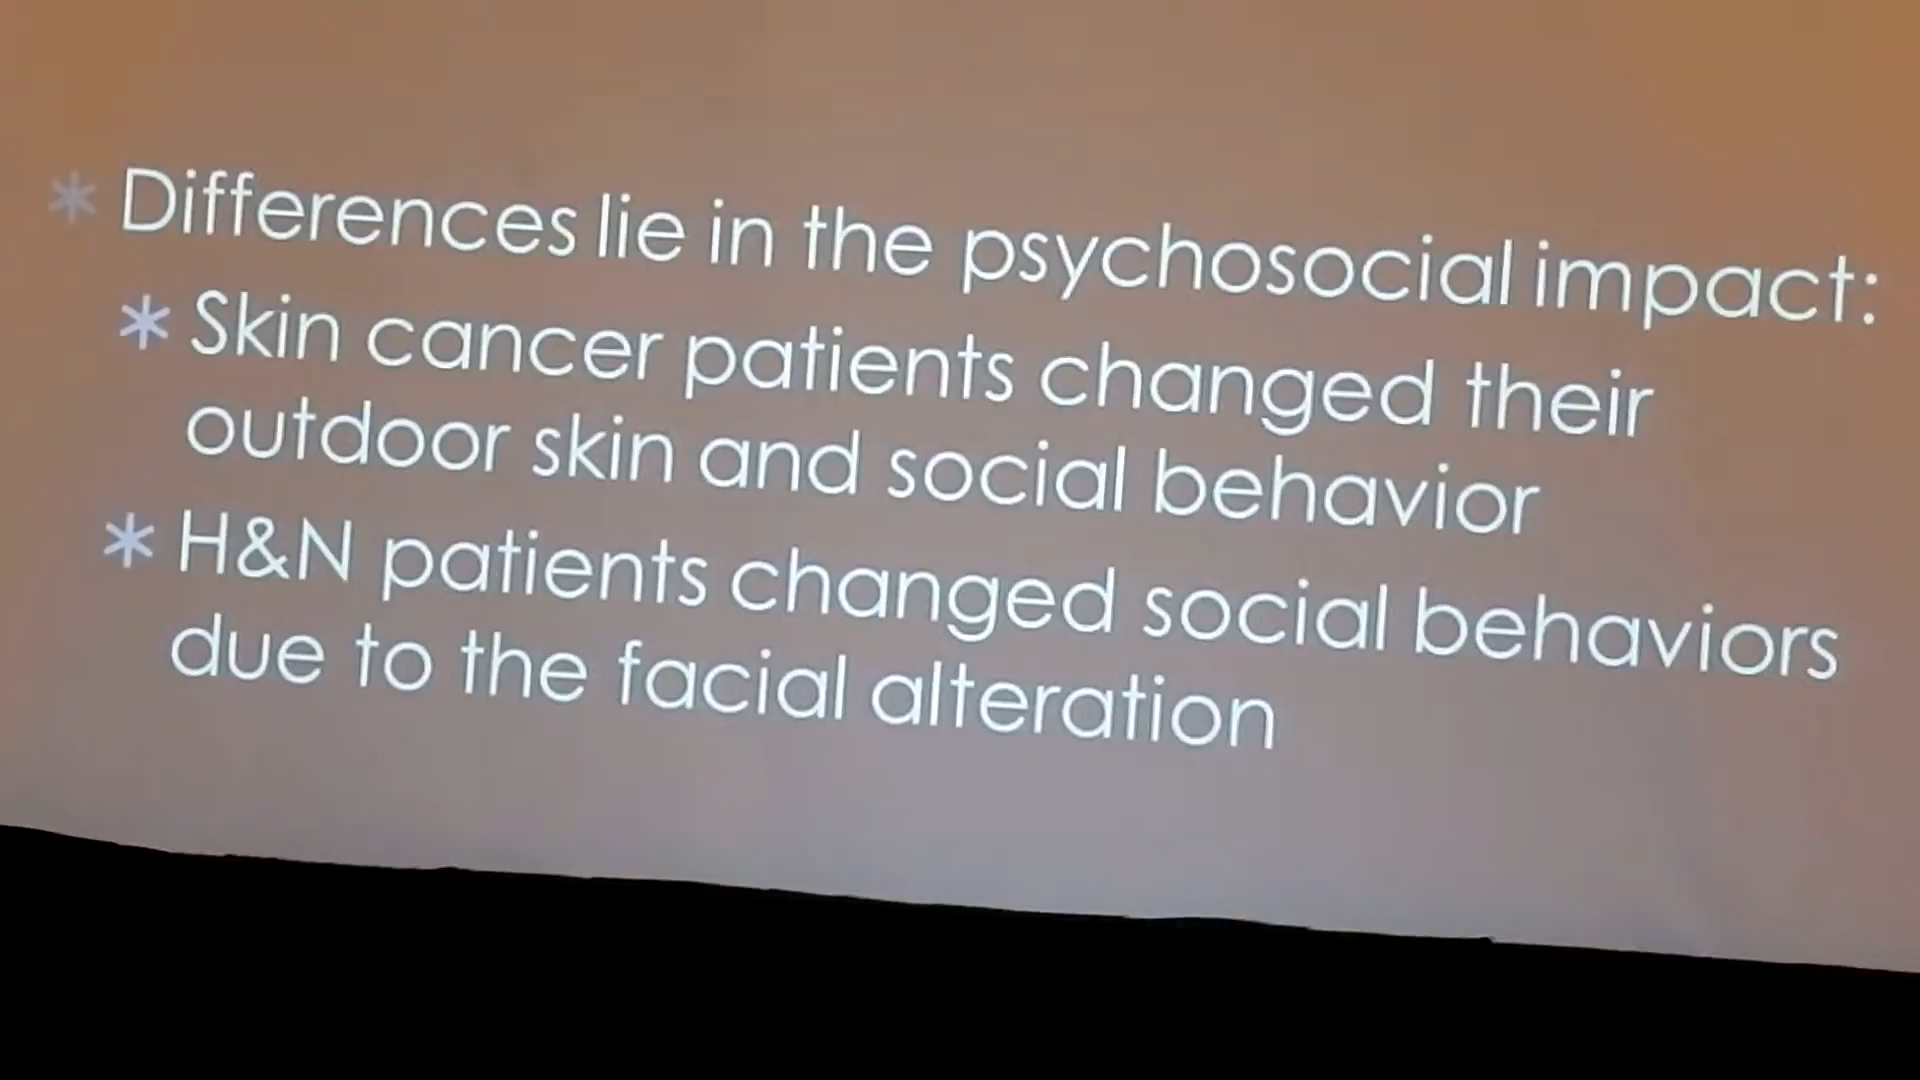 * Differences lie in the psychosocial impact:
* Skin cancer patients changed their
outdoor skin and social behavior
* H&N patients changed social behaviors
due to the facial alteration